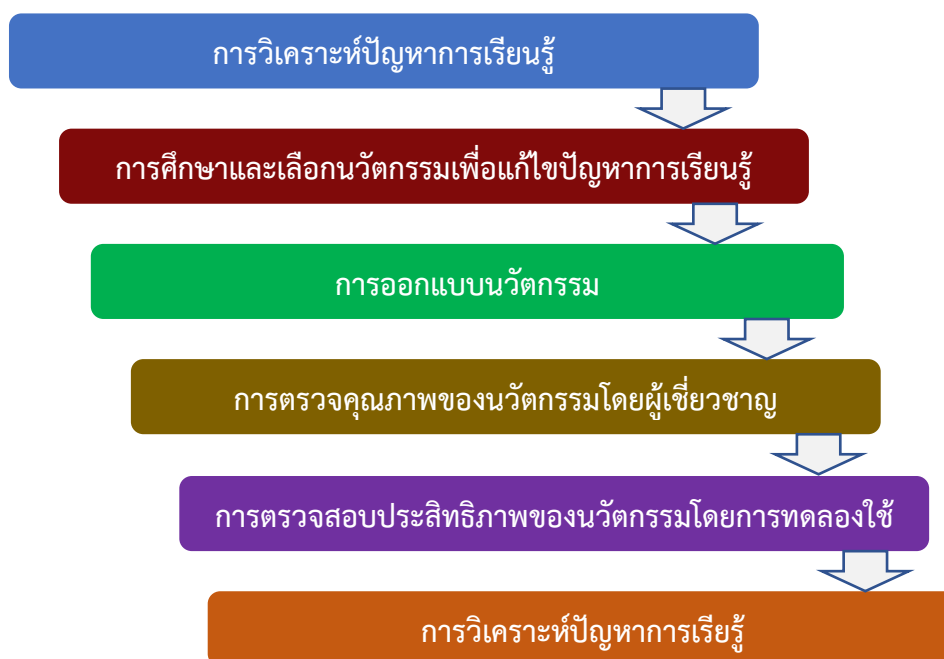 การวิเคราะห์ปัญหาการเรียนรู้
การศึกษาและเลือกนวัตกรรมเพื่อแก้ไขปัญหาการเรียนรู้
การออกแบบนวัตกรรม
การตรวจคุณภาพของนวัตกรรมโดยผู้เชี่ยวชาญ
การตรวจสอบประสิทธิภาพของนวัตกรรมโดยการทดลองใช้
การวิเคราะห์ปัญหาการเรียรู้